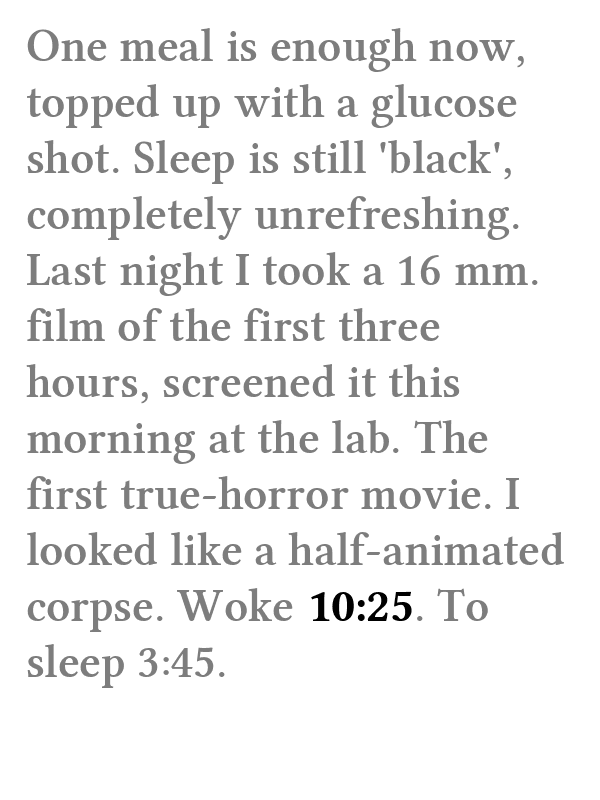 One meal is enough now,
topped up with a glucose
shot. Sleep is still 'black',
completely unrefreshing.
Last night I took a 16 mm.
film of the first three
hours, screened it this
morning at the lab. The
first true-horror movie. I
looked like a half-animated
corpse. Woke 10:25. To
sleep 3:45.